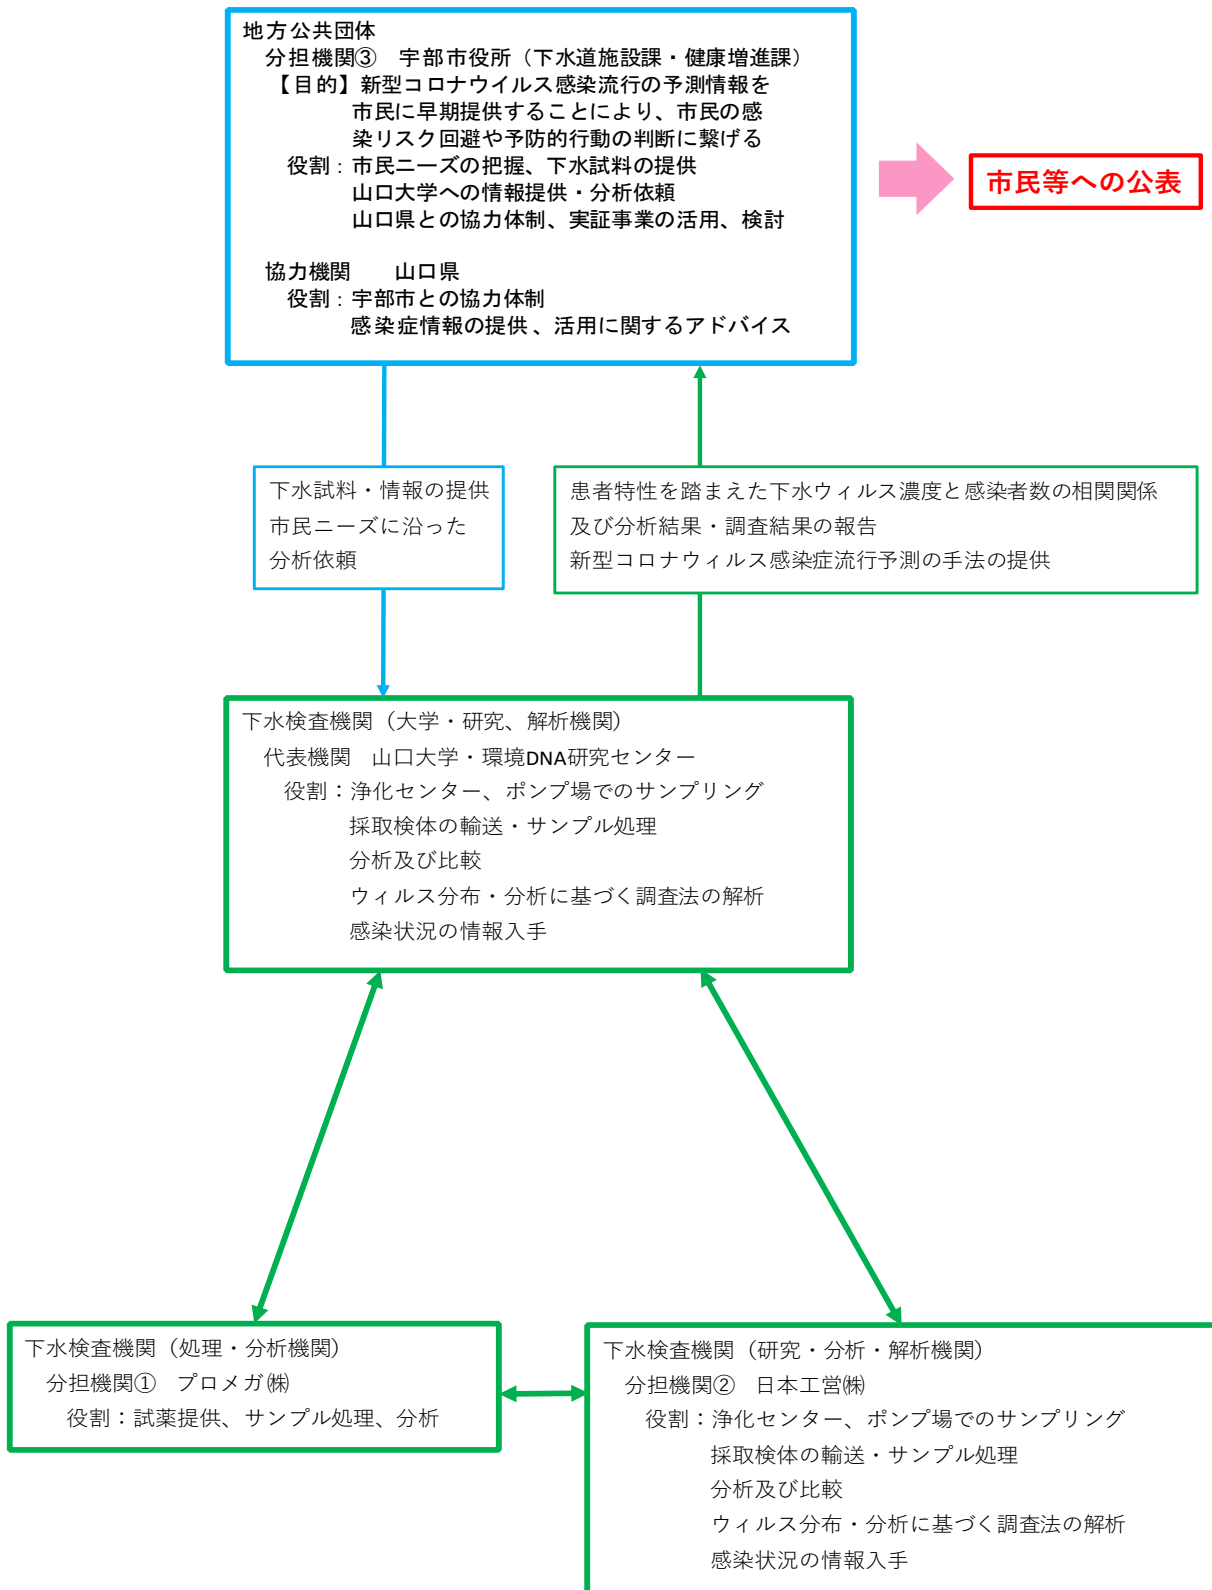 地方公共団体
分担機関③ 宇部市役所（下水道施設課・健康増進課）
【目的】新型コロナウイルス感染流行の予測情報を
市民に早期提供することにより、市民の感
染リスク回避や予防的行動の判断に繋げる
役割：市民ニーズの把握、下水試料の提供
山口大学への情報提供・分析依頼
山口県との協力体制、実証事業の活用、検討
協力機関 山口県
役割：宇部市との協力体制
感染症情報の提供、活用に関するアドバイス
市民等への公表
下水試料・情報の提供
市民ニーズに沿った
分析依頼
患者特性を踏まえた下水ウィルス濃度と感染者数の相関関係
及び分析結果・調査結果の報告
新型コロナウィルス感染症流行予測の手法の提供
下水検査機関（大学・研究、解析機関）
代表機関 山口大学・環境DNA研究センター
役割：浄化センター、ポンプ場でのサンプリング
採取検体の輸送・サンプル処理
分析及び比較
ウィルス分布・分析に基づく調査法の解析
感染状況の情報入手
下水検査機関（処理・分析機関）
分担機関① プロメガ㈱
役割：試薬提供、サンプル処理、分析
下水検査機関（研究・分析・解析機関）
分担機関② 日本工営㈱
役割：浄化センター、ポンプ場でのサンプリング
採取検体の輸送・サンプル処理
分析及び比較
ウィルス分布・分析に基づく調査法の解析
感染状況の情報入手